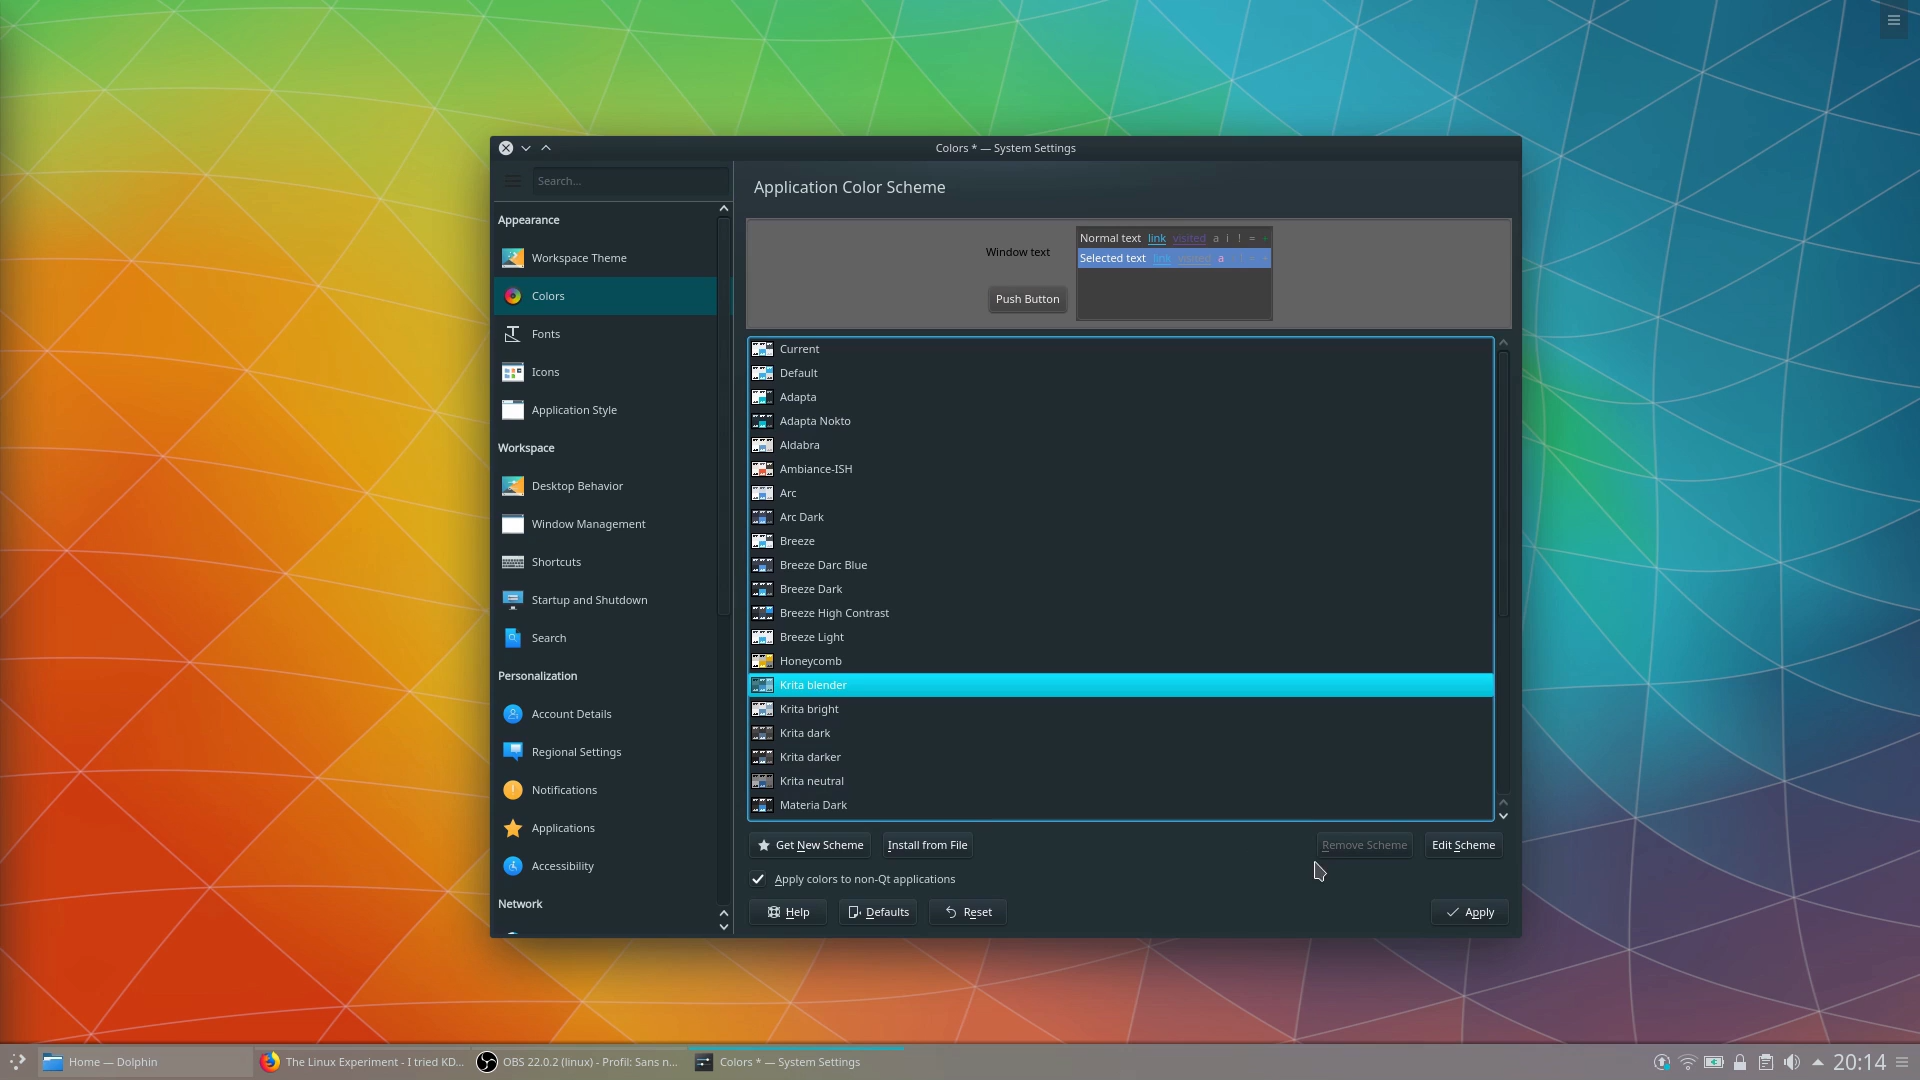 Colors * — System Settings
Search...
Appearance
Workspace Theme
Colors
Fonts
Icons
Application Style
Workspace
Desktop Behavior
Window Management
Shortcuts
Startup and Shutdown
Search
Personalization
Account Details
Regional Settings
Notifications
Applications
Accessibility
Network
Application Color Scheme
Window text
Push Button
Normal text link visited a i ! = +
Selected text link visited a i ! = +
Current
Default
Adapta
Adapta Nokto
Aldabra
Ambiance-ISH
Arc
Arc Dark
Breeze
Breeze Darc Blue
Breeze Dark
Breeze High Contrast
Breeze Light
Honeycomb
Krita blender
Krita bright
Krita dark
Krita darker
Krita neutral
Materia Dark
Get New Scheme
Install from File
Remove Scheme
Edit Scheme
Apply colors to non-Qt applications
Help
Defaults
Reset
Apply
Home — Dolphin
The Linux Experiment - I tried KD...
OBS 22.0.2 (linux) - Profil: Sans n...
Colors * — System Settings
20:14